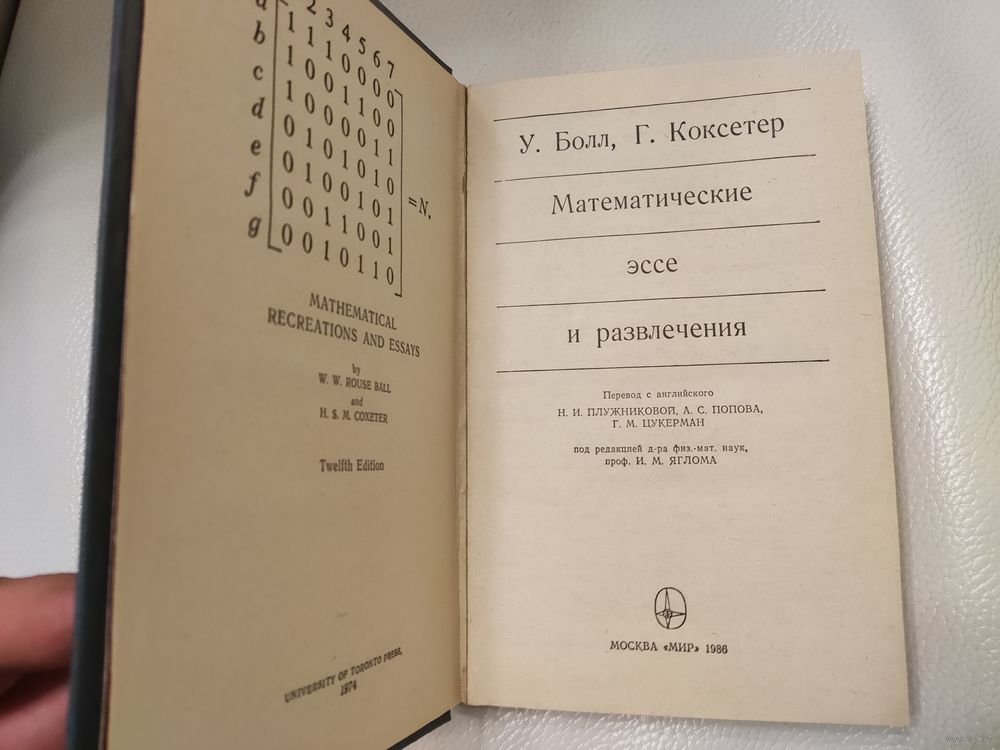 2 3 4 5 6 7
a 1 1 1 0 0 0 0
b 1 0 0 1 1 0 0
c 1 0 0 0 0 1 1
d 0 1 0 1 0 1 0
e 0 1 0 0 1 0 1 =N.
f 0 0 1 1 0 0 1
g 0 0 1 0 1 1 0
MATHEMATICAL
RECREATIONS AND ESSAYS
by
W. W. ROUSE BALL
and
H. S. M. COXETER
Twelfth Edition
UNIVERSITY OF TORONTO PRESS,
1974
У. Болл, Г. Коксетер
Математические
эссе
и развлечения
Перевод с английского
Н. И. ПЛУЖНИКОВОЙ, А. С. ПОПОВА,
Г. М. ЦУКЕРМАН
под редакцией д-ра физ.-мат. наук,
проф. И. М. ЯГЛОМА
МОСКВА «МИР» 1986